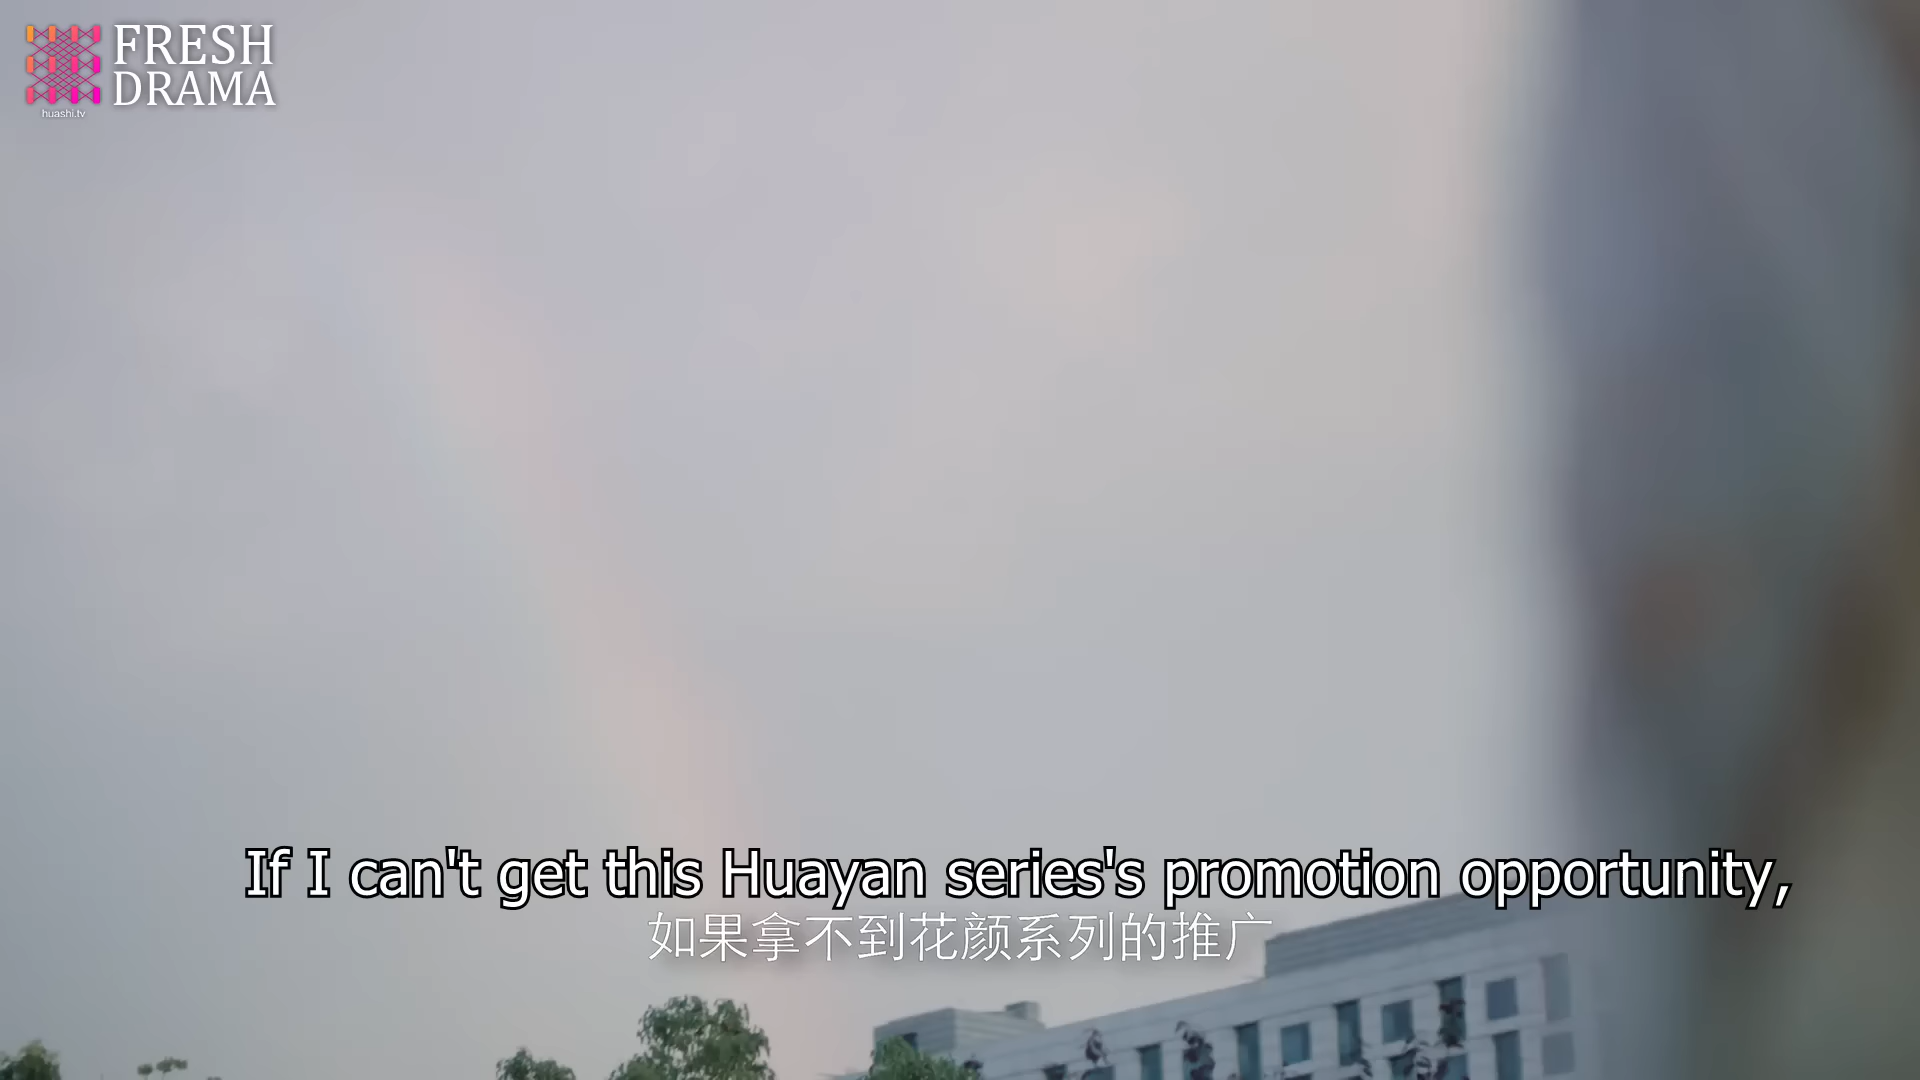 FRESH
DRAMA
huashi.tv
If I can't get this Huayan series's promotion opportunity,
如果拿不到花颜系列的推广